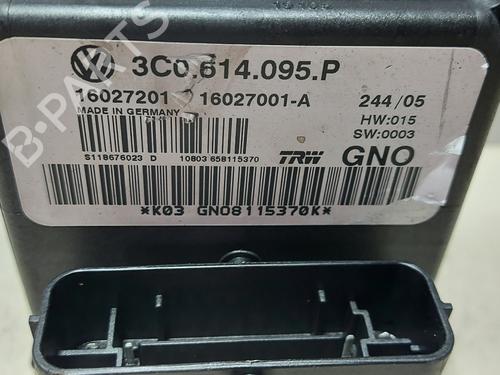 3C0.614.095.P
16027201 16027001-A 244/05
MADE IN GERMANY HW:015
SW:0003
S118676023 D 10803 658115370 TRW GNO
*K03 GNO8115370K*
B-PARTS